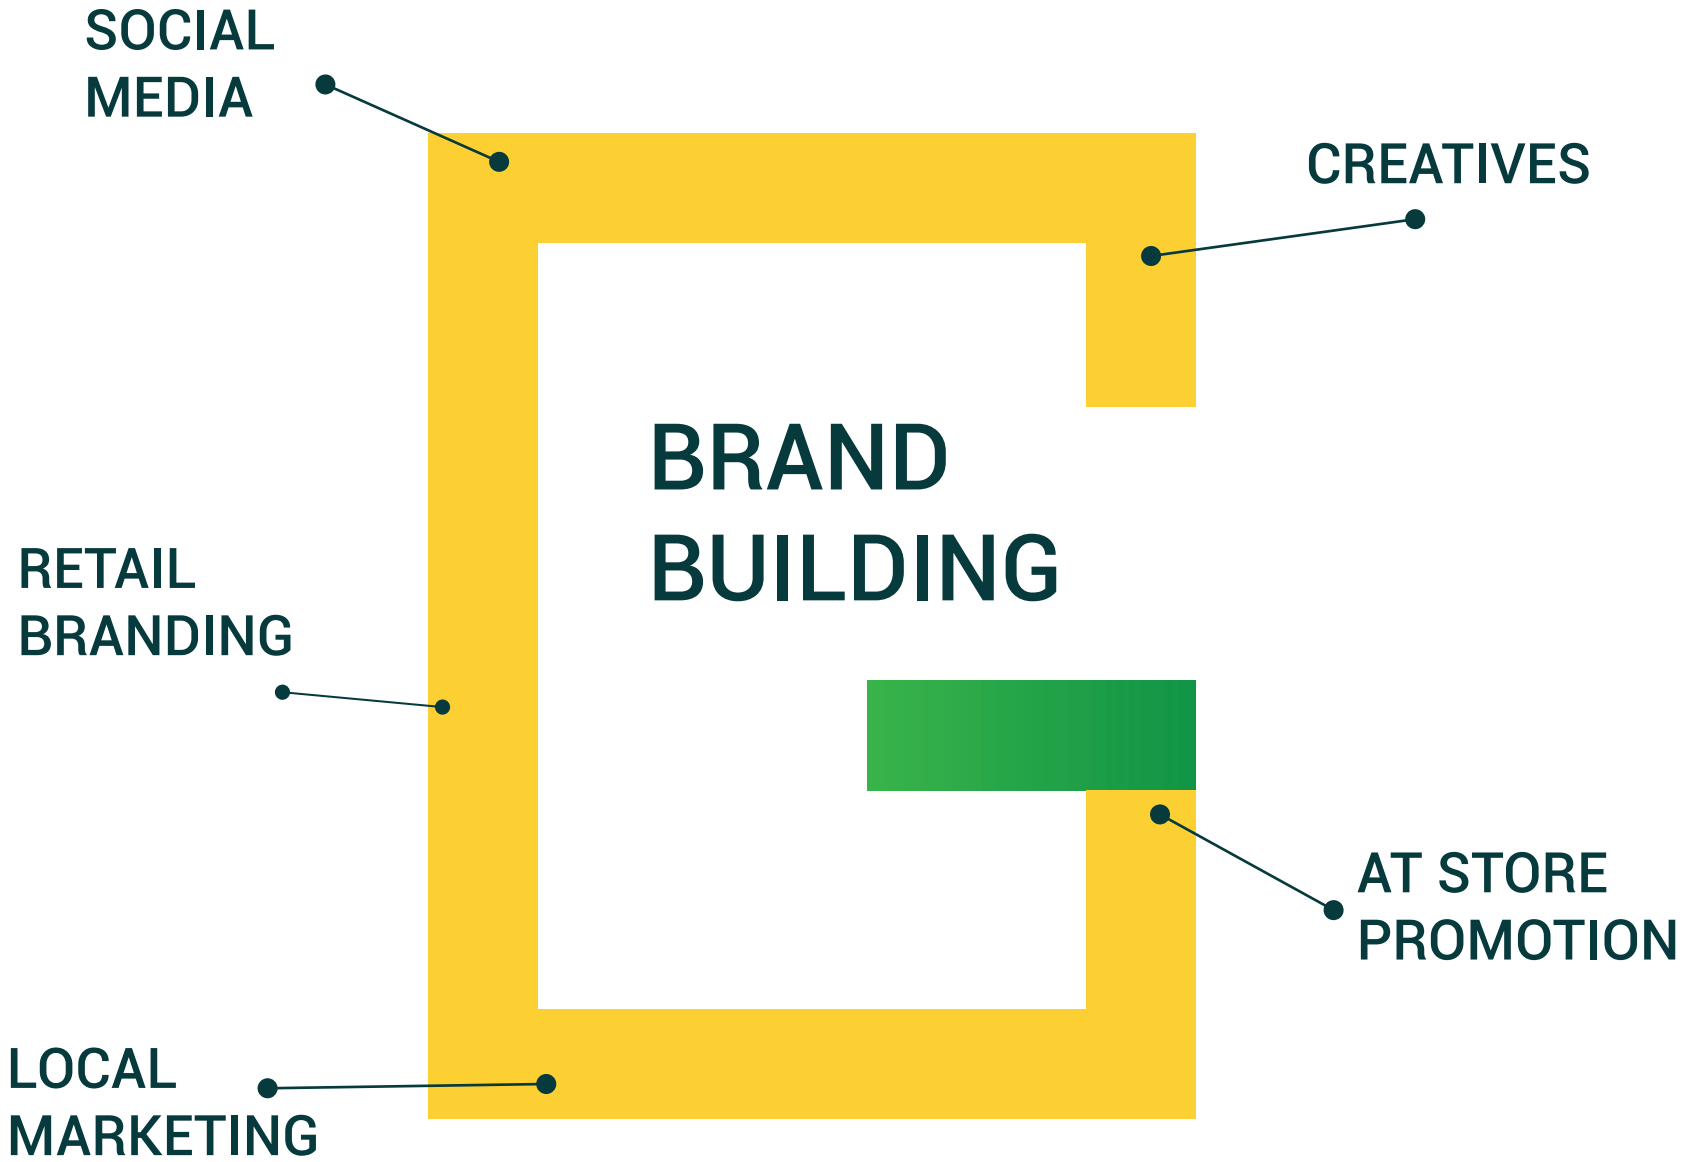 SOCIAL
MEDIA
CREATIVES
BRAND
BUILDING
RETAIL
BRANDING
AT STORE
PROMOTION
LOCAL
MARKETING